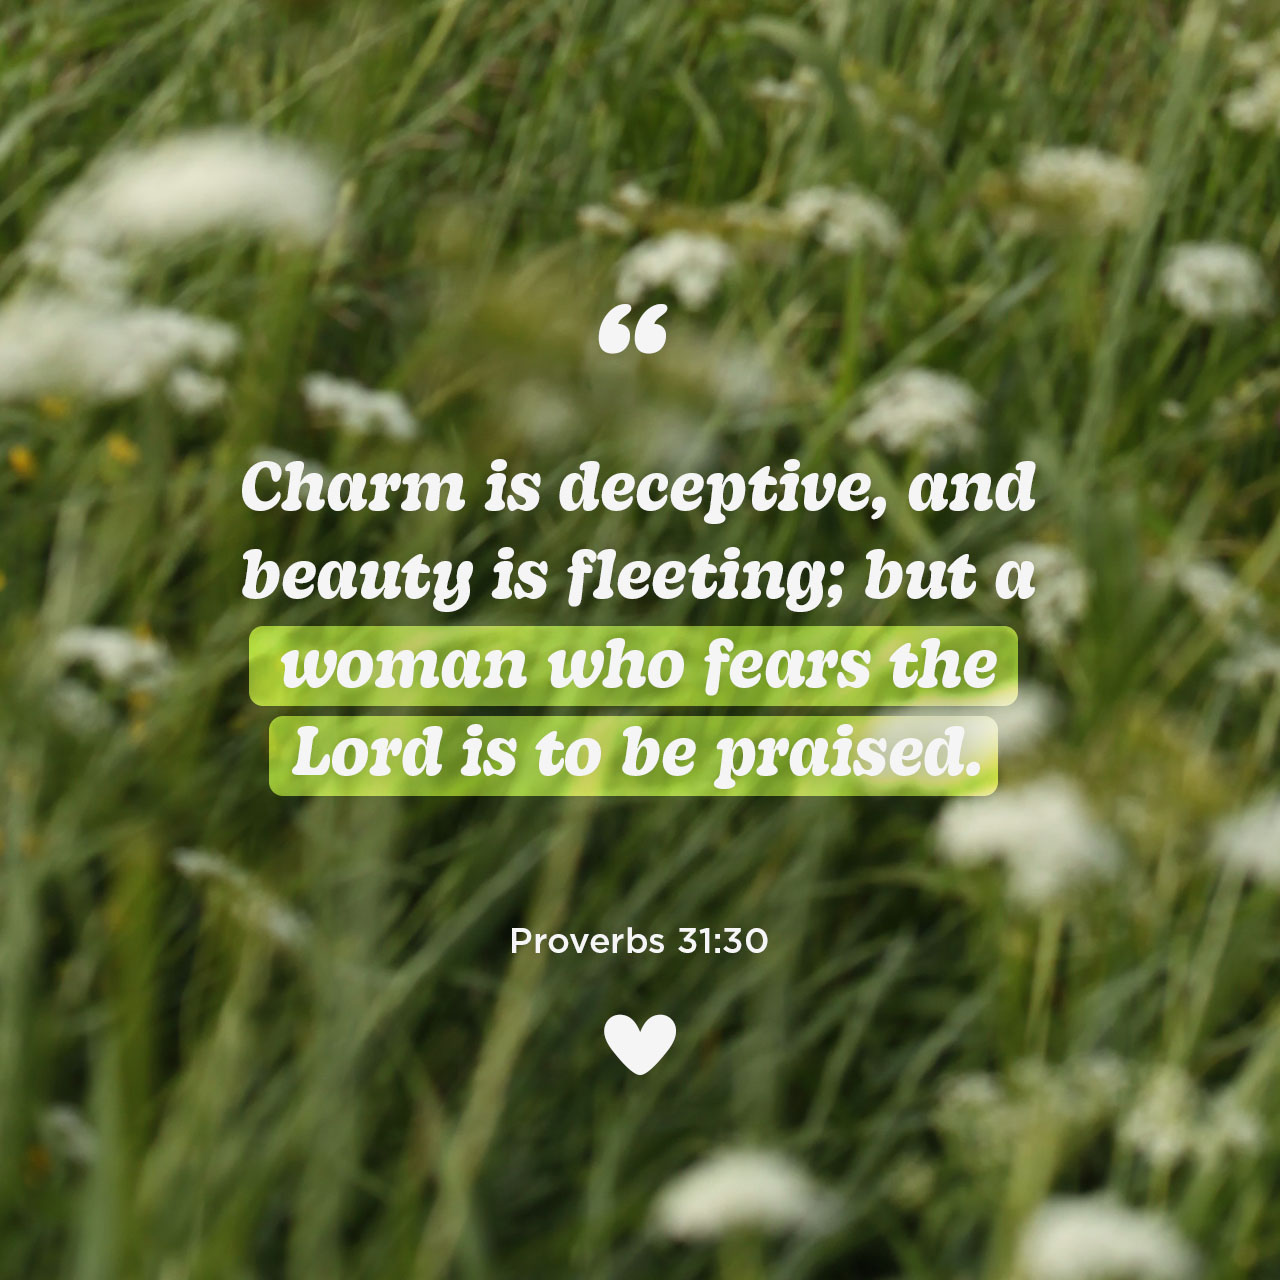 “
Charm is deceptive, and
beauty is fleeting; but a
woman who fears the
Lord is to be praised.
Proverbs 31:30